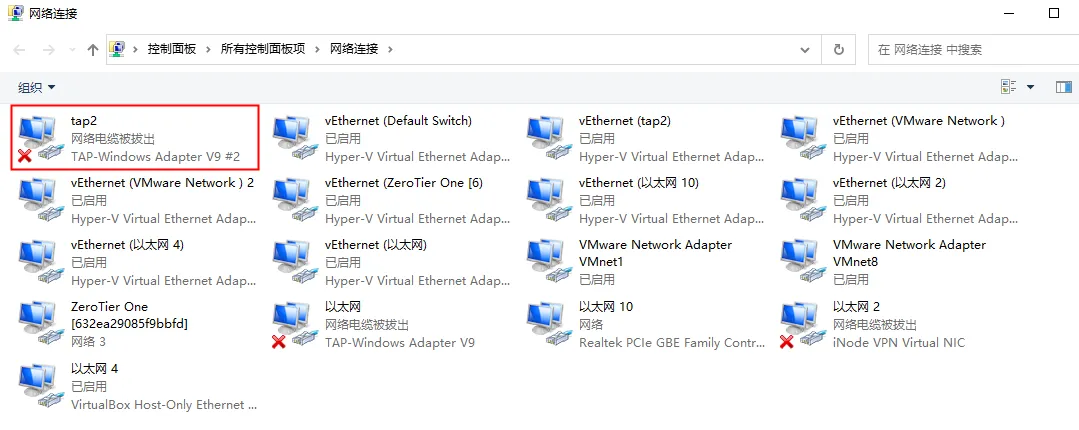 网络连接
控制面板 > 所有控制面板项 > 网络连接 >
在 网络连接 中搜索
组织
tap2
网络电缆被拔出
TAP-Windows Adapter V9 #2
vEthernet (Default Switch)
已启用
Hyper-V Virtual Ethernet Adap...
vEthernet (tap2)
已启用
Hyper-V Virtual Ethernet Adap...
vEthernet (VMware Network )
已启用
Hyper-V Virtual Ethernet Adap...
vEthernet (VMware Network ) 2
已启用
Hyper-V Virtual Ethernet Adap...
vEthernet (ZeroTier One [6)
已启用
Hyper-V Virtual Ethernet Adap...
vEthernet (以太网 10)
已启用
Hyper-V Virtual Ethernet Adap...
vEthernet (以太网 2)
已启用
Hyper-V Virtual Ethernet Adap...
vEthernet (以太网 4)
已启用
Hyper-V Virtual Ethernet Adap...
vEthernet (以太网)
已启用
Hyper-V Virtual Ethernet Adap...
VMware Network Adapter
VMnet1
已启用
VMware Network Adapter
VMnet8
已启用
ZeroTier One
[632ea29085f9bbfd]
网络 3
以太网
网络电缆被拔出
TAP-Windows Adapter V9
以太网 10
网络
Realtek PCIe GBE Family Contr...
以太网 2
网络电缆被拔出
iNode VPN Virtual NIC
以太网 4
已启用
VirtualBox Host-Only Ethernet ...